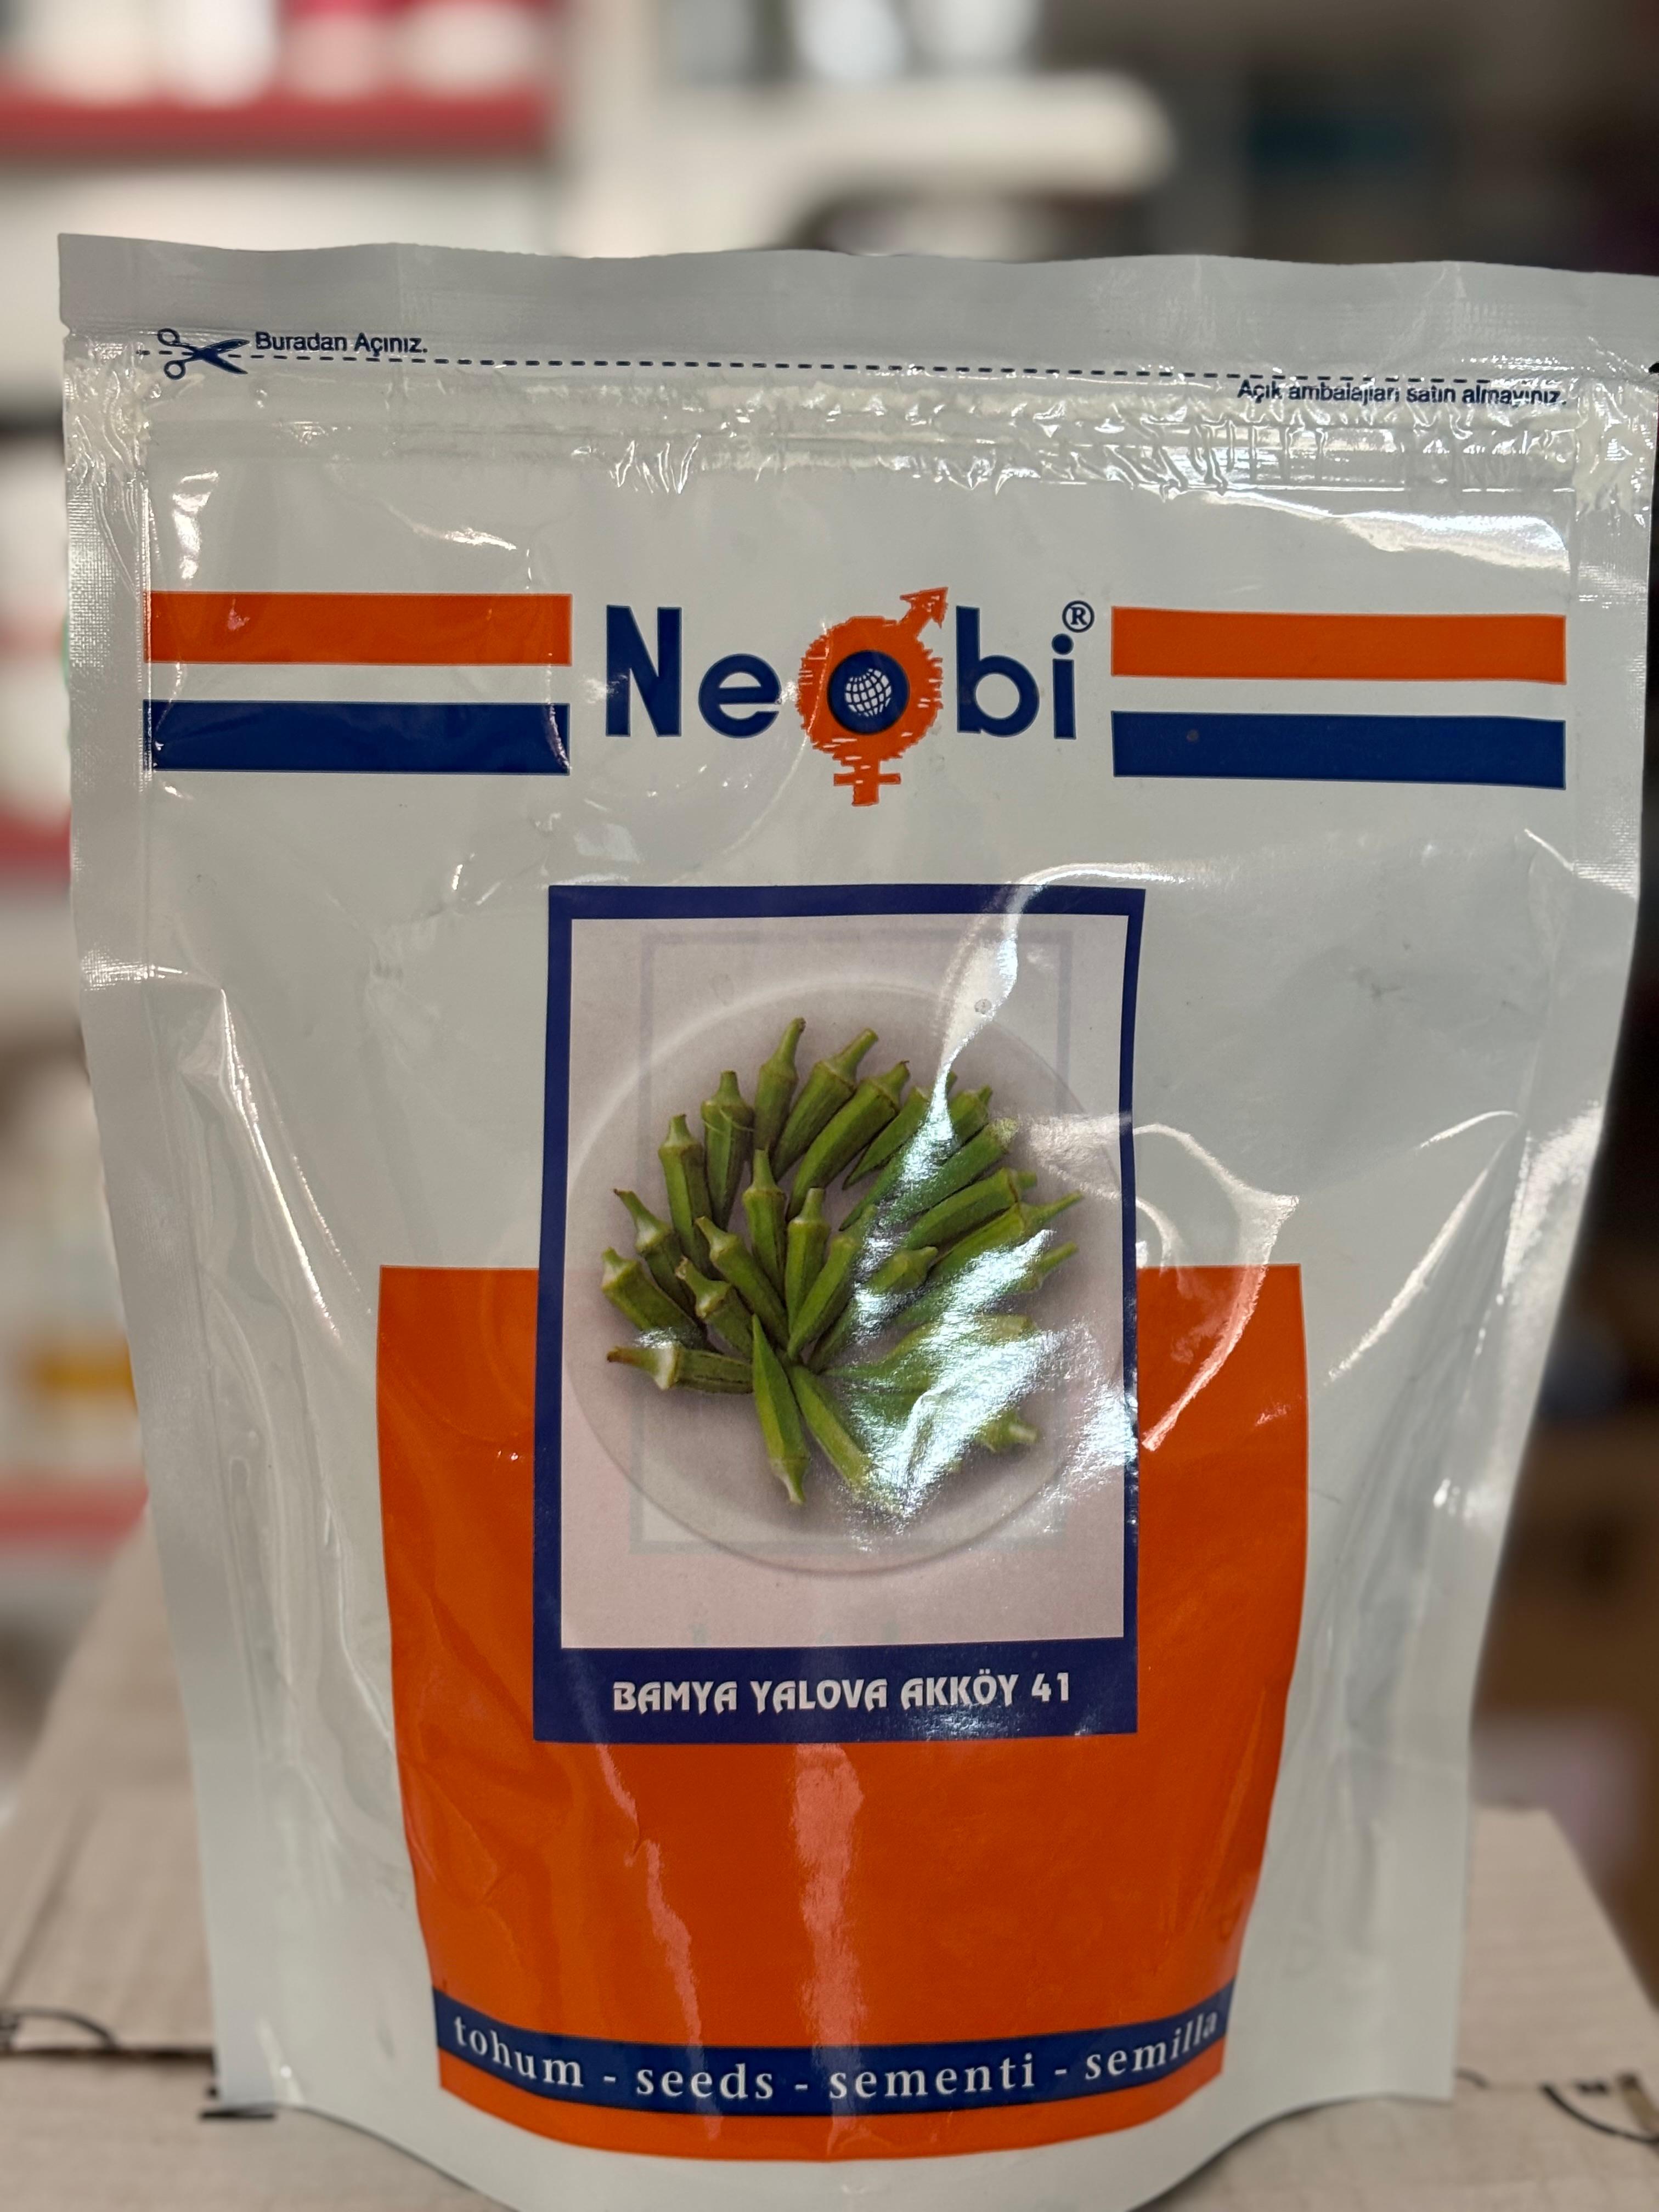 Buradan Açınız.
Açık ambalajları satın almayınız.
Neobi®
BAMYA YALOVA AKKÖY 41
tohum - seeds - sementi - semilla